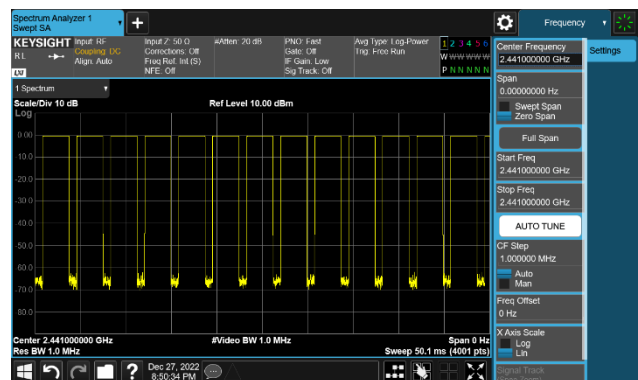 Spectrum Analyzer 1
Swept SA
Frequency
KEYSIGHT
Input: RF
Coupling: DC
Align: Auto
Input Z: 50 Ω
Corrections: Off
Freq Ref: Int (S)
NFE: Off
#Atten: 20 dB
PNO: Fast
Gate: Off
IF Gain: Low
Sig Track: Off
Avg Type: Log-Power
Trig: Free Run
1 2 3 4 5 6
W W W W W W
P N N N N N
RL
LXI
1 Spectrum
Scale/Div 10 dB
Ref Level 10.00 dBm
Log
0.00
-10.0
-20.0
-30.0
-40.0
-50.0
-60.0
-70.0
-80.0
Center 2.441000000 GHz
#Video BW 1.0 MHz
Span 0 Hz
Res BW 1.0 MHz
Sweep 50.1 ms (4001 pts)
Dec 27, 2022
8:50:34 PM
Center Frequency
2.441000000 GHz
Settings
Span
0.00000000 Hz
Swept Span
Zero Span
Full Span
Start Freq
2.441000000 GHz
Stop Freq
2.441000000 GHz
AUTO TUNE
CF Step
1.000000 MHz
Auto
Man
Freq Offset
0 Hz
X Axis Scale
Log
Lin
Signal Track